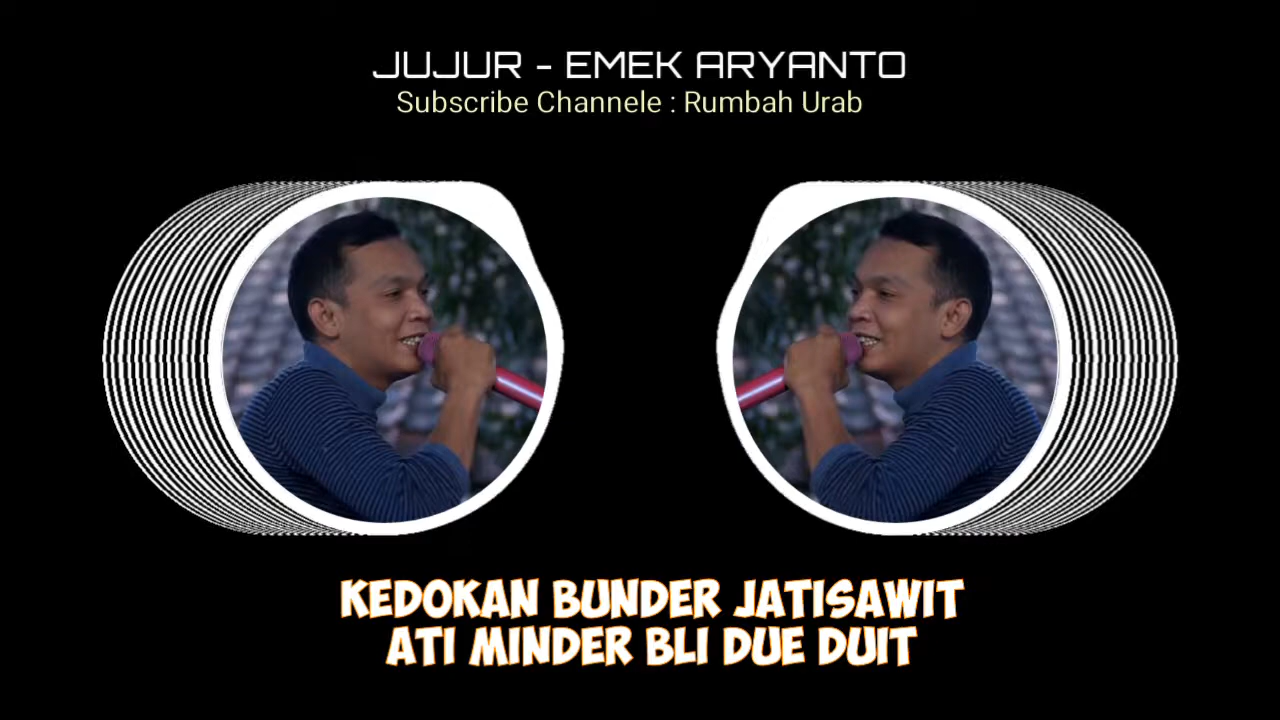 JUJUR - EMEK ARYANTO
Subscribe Channele : Rumbah Urab
KEDOKAN BUNDER JATISAWIT
ATI MINDER BLI DUE DUIT